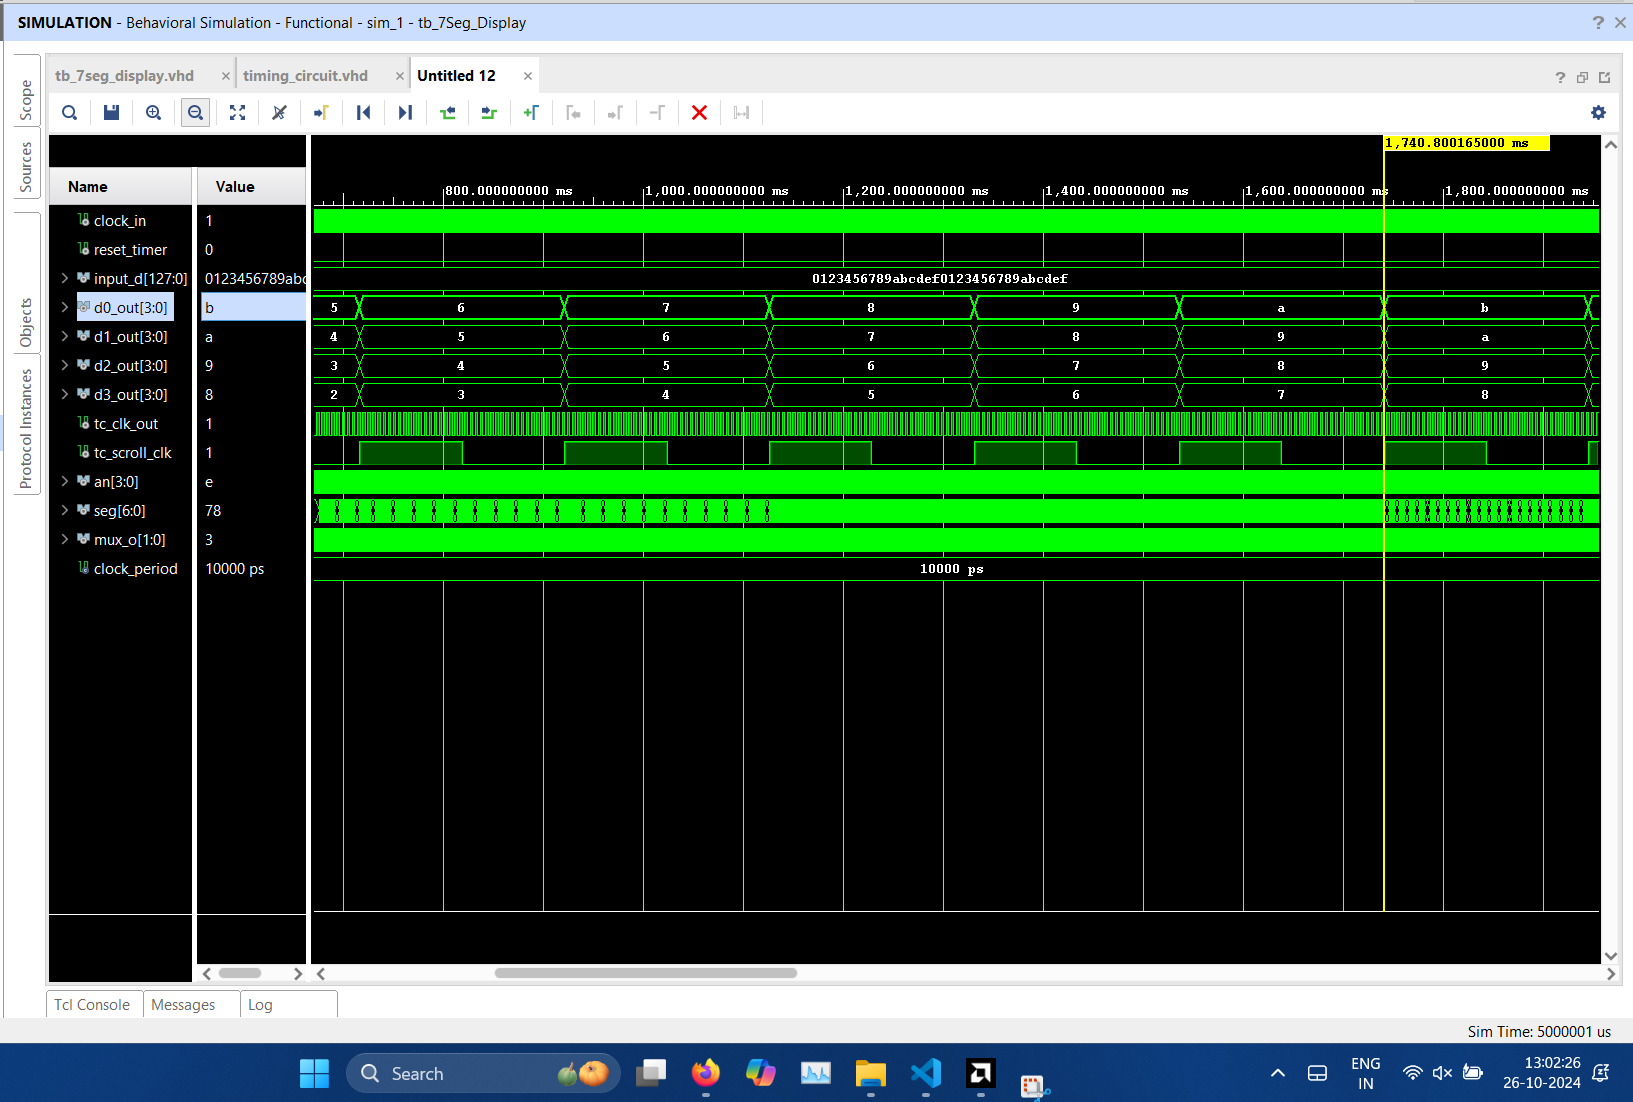 SIMULATION - Behavioral Simulation - Functional - sim_1 - tb_7Seg_Display
tb_7seg_display.vhd
timing_circuit.vhd
Untitled 12
Scope
Sources
Objects
Protocol Instances
1,740.800165000 ms
800.000000000 ms
1,000.000000000 ms
1,200.000000000 ms
1,400.000000000 ms
1,600.000000000 ms
1,800.000000000 ms
Name
Value
clock_in 1
reset_timer 0
input_d[127:0] 0123456789abc 0123456789abcdef0123456789abcdef
d0_out[3:0] b 5 6 7 8 9 a b
d1_out[3:0] a 4 5 6 7 8 9 a
d2_out[3:0] 9 3 4 5 6 7 8 9
d3_out[3:0] 8 2 3 4 5 6 7 8
tc_clk_out 1
tc_scroll_clk 1
an[3:0] e
seg[6:0] 78
mux_o[1:0] 3
clock_period 10000 ps 10000 ps
Tcl Console
Messages
Log
Sim Time: 5000001 us
Search
ENG
IN
13:02:26
26-10-2024